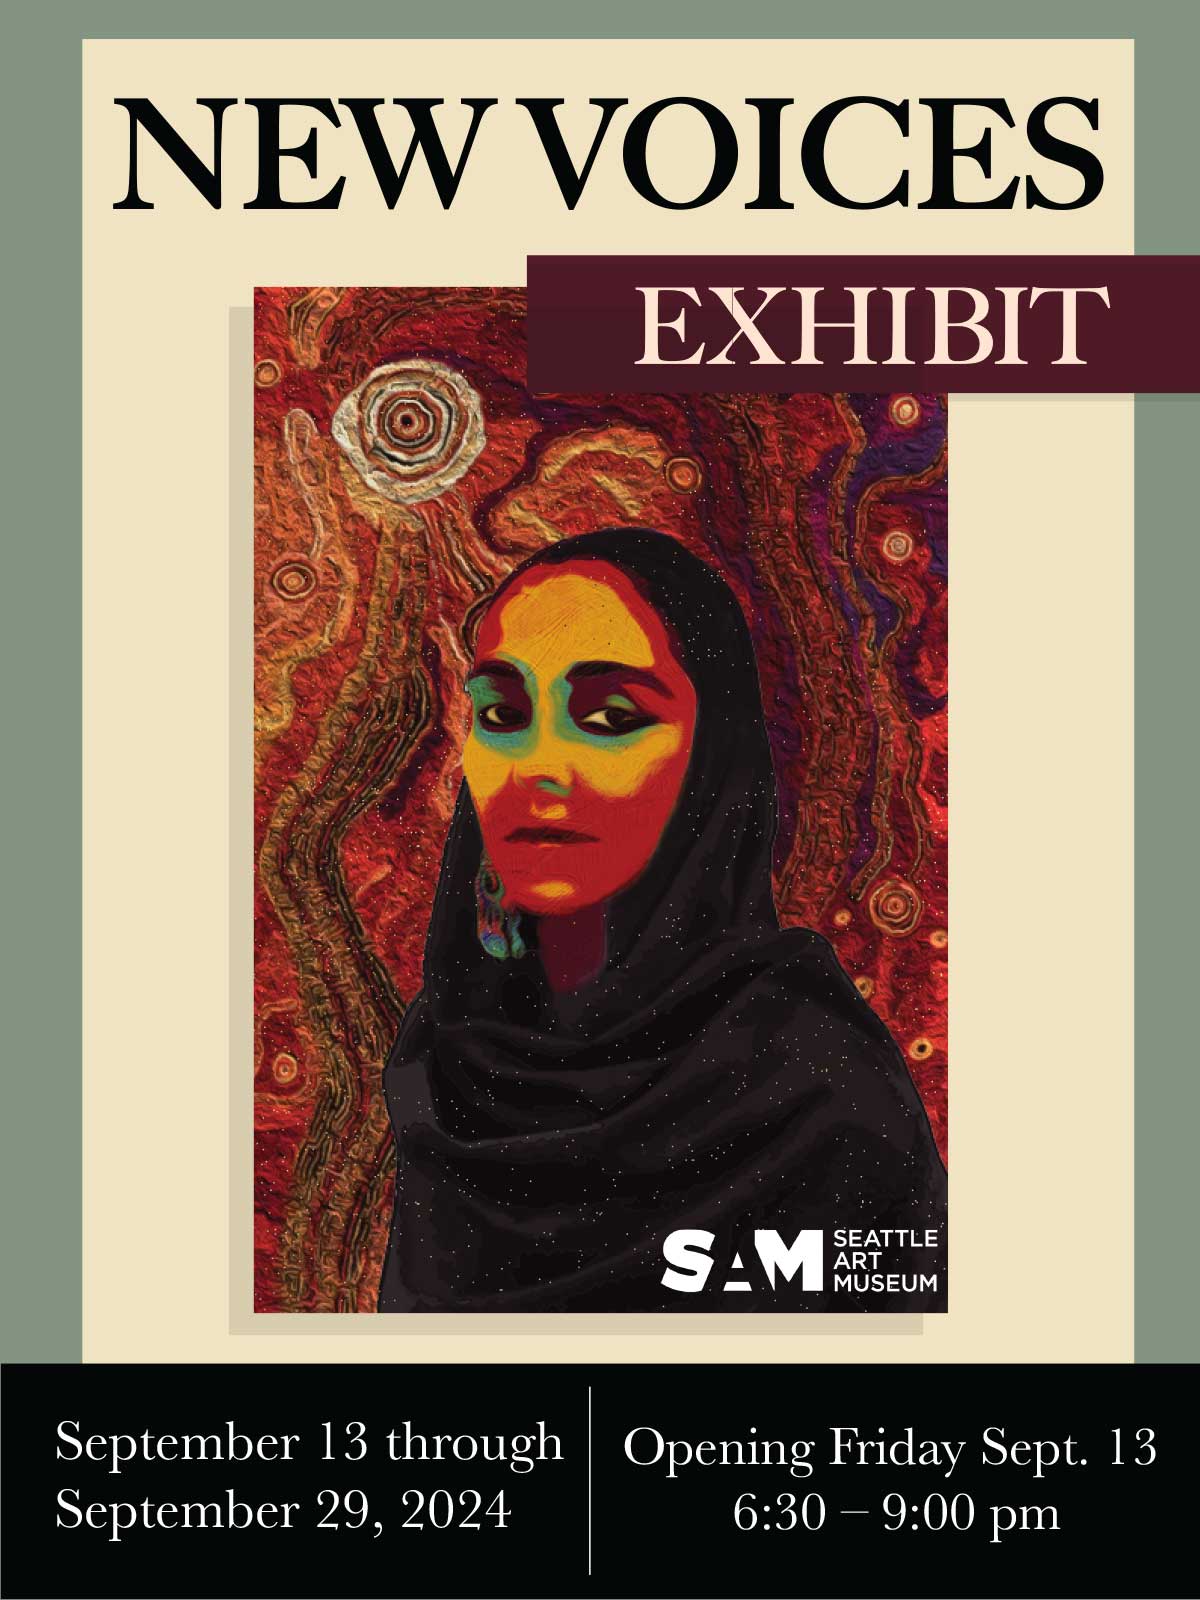 NEW VOICES
EXHIBIT
SAM
SEATTLE
ART
MUSEUM
September 13 through
September 29, 2024
Opening Friday Sept. 13
6:30 – 9:00 pm